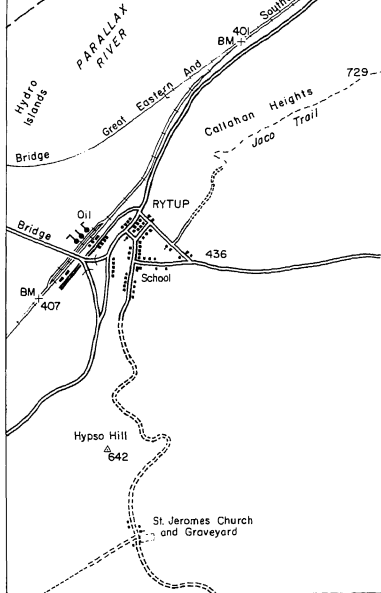 401
BM
South
PARALLAX
RIVER
Great Eastern And
729
Hydro
Islands
Callahan Heights
Jaco Trail
Bridge
Oil
RYTUP
Bridge
436
School
BM
407
Hypso Hill
642
St. Jeromes Church
and Graveyard